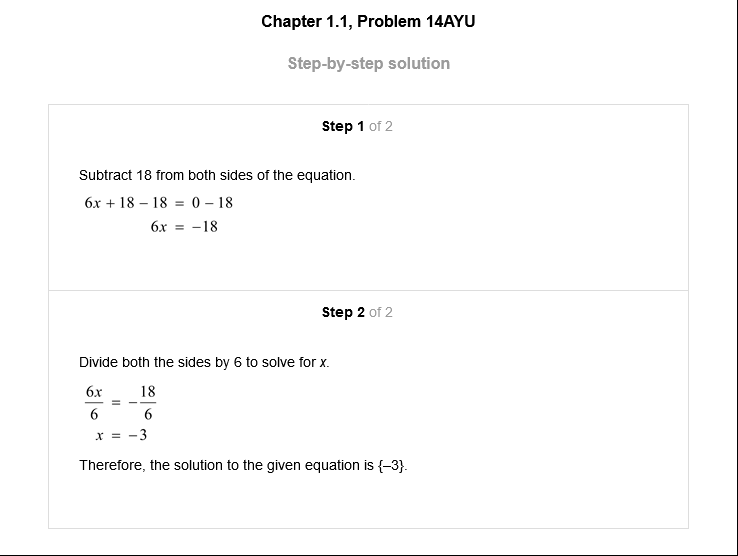 Chapter 1.1, Problem 14AYU
Step-by-step solution
Step 1 of 2
Subtract 18 from both sides of the equation.
6x + 18 − 18 = 0 − 18
6x = −18
Step 2 of 2
Divide both the sides by 6 to solve for x.
6x/6 = −18/6
x = −3
Therefore, the solution to the given equation is {–3}.